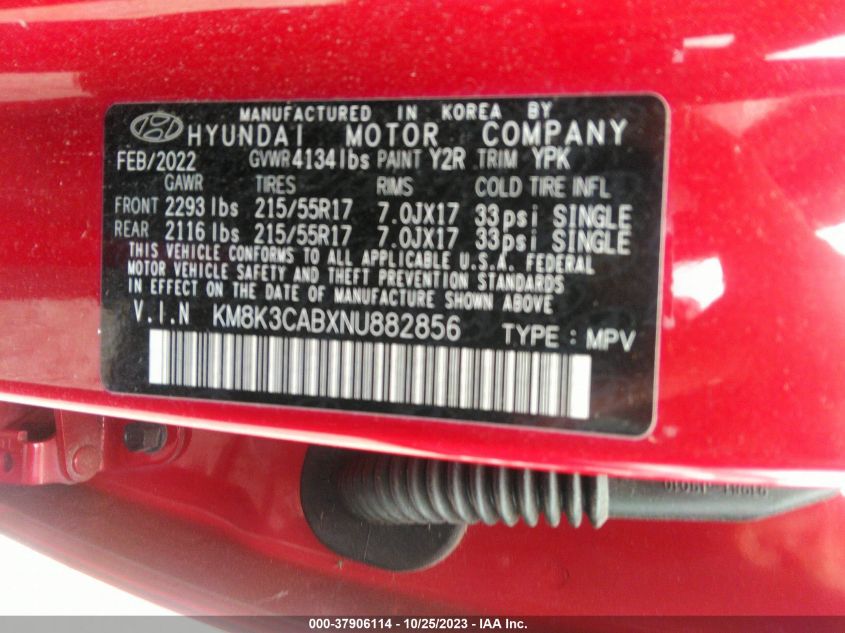 MANUFACTURED IN KOREA BY
HYUNDAI MOTOR COMPANY
FEB/2022 GVWR 4134 lbs PAINT Y2R TRIM YPK
GAWR TIRES RIMS COLD TIRE INFL
FRONT 2293 lbs 215/55R17 7.0JX17 33psi SINGLE
REAR 2116 lbs 215/55R17 7.0JX17 33psi SINGLE
THIS VEHICLE CONFORMS TO ALL APPLICABLE U.S.A. FEDERAL
MOTOR VEHICLE SAFETY AND THEFT PREVENTION STANDARDS
IN EFFECT ON THE DATE OF MANUFACTURE SHOWN ABOVE
V.I.N KM8K3CABXNU882856 TYPE : MPV
000-37906114 - 10/25/2023 - IAA Inc.